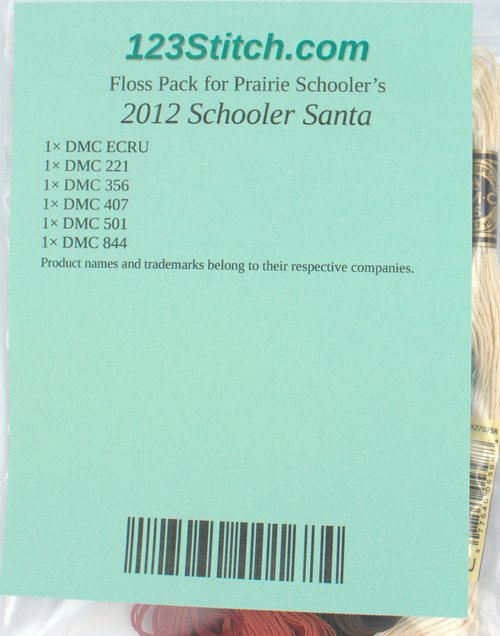 123Stitch.com
Floss Pack for Prairie Schooler's
2012 Schooler Santa
1× DMC ECRU
1× DMC 221
1× DMC 356
1× DMC 407
1× DMC 501
1× DMC 844
Product names and trademarks belong to their respective companies.